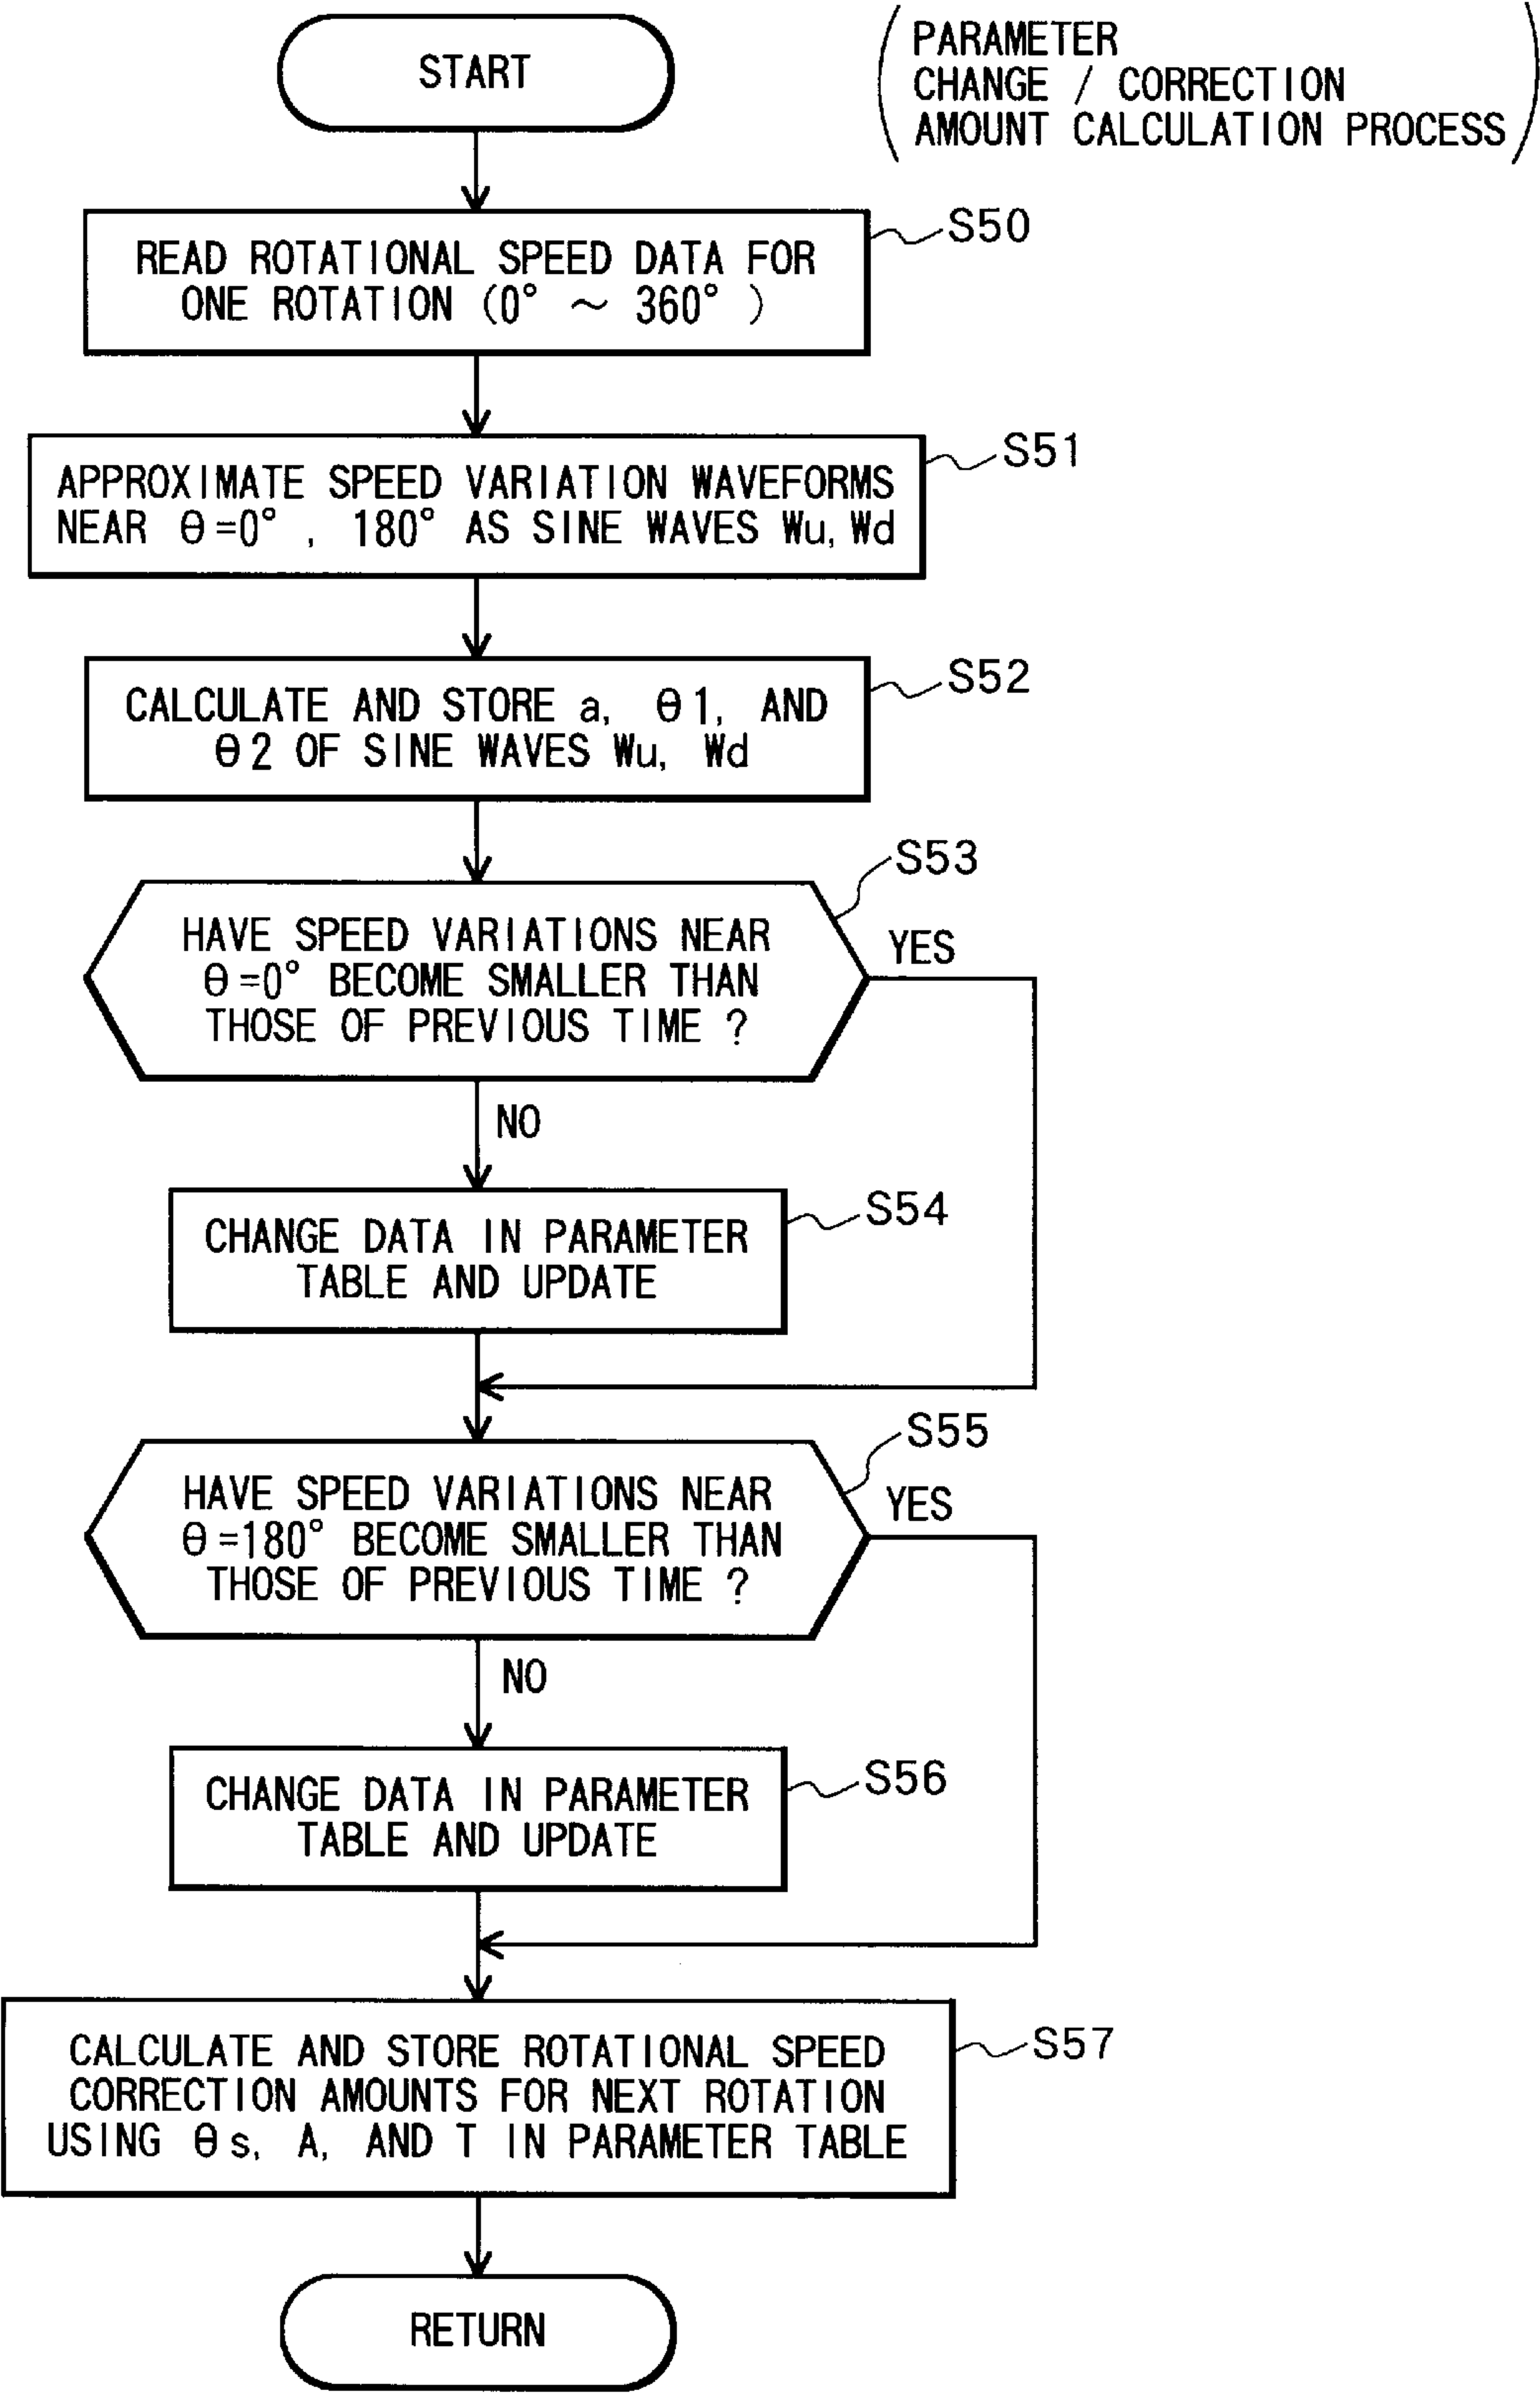 START
PARAMETER
CHANGE / CORRECTION
AMOUNT CALCULATION PROCESS
S50
READ ROTATIONAL SPEED DATA FOR
ONE ROTATION (0° ~ 360° )
S51
APPROXIMATE SPEED VARIATION WAVEFORMS
NEAR θ=0° , 180° AS SINE WAVES Wu, Wd
S52
CALCULATE AND STORE a, θ1, AND
θ2 OF SINE WAVES Wu, Wd
S53
HAVE SPEED VARIATIONS NEAR
θ=0° BECOME SMALLER THAN
THOSE OF PREVIOUS TIME ?
YES
NO
S54
CHANGE DATA IN PARAMETER
TABLE AND UPDATE
S55
HAVE SPEED VARIATIONS NEAR
θ=180° BECOME SMALLER THAN
THOSE OF PREVIOUS TIME ?
YES
NO
S56
CHANGE DATA IN PARAMETER
TABLE AND UPDATE
S57
CALCULATE AND STORE ROTATIONAL SPEED
CORRECTION AMOUNTS FOR NEXT ROTATION
USING θs, A, AND T IN PARAMETER TABLE
RETURN